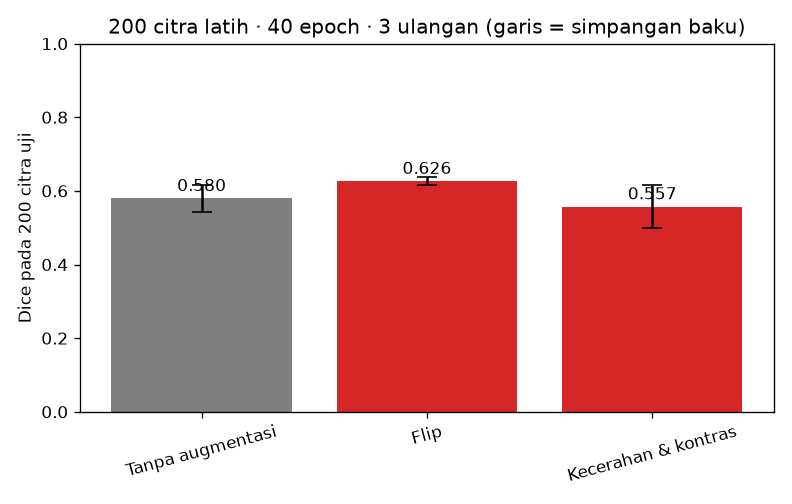 200 citra latih · 40 epoch · 3 ulangan (garis = simpangan baku)
Dice pada 200 citra uji
1.0
0.8
0.6
0.4
0.2
0.0
0.580
0.626
0.557
Tanpa augmentasi
Flip
Kecerahan & kontras